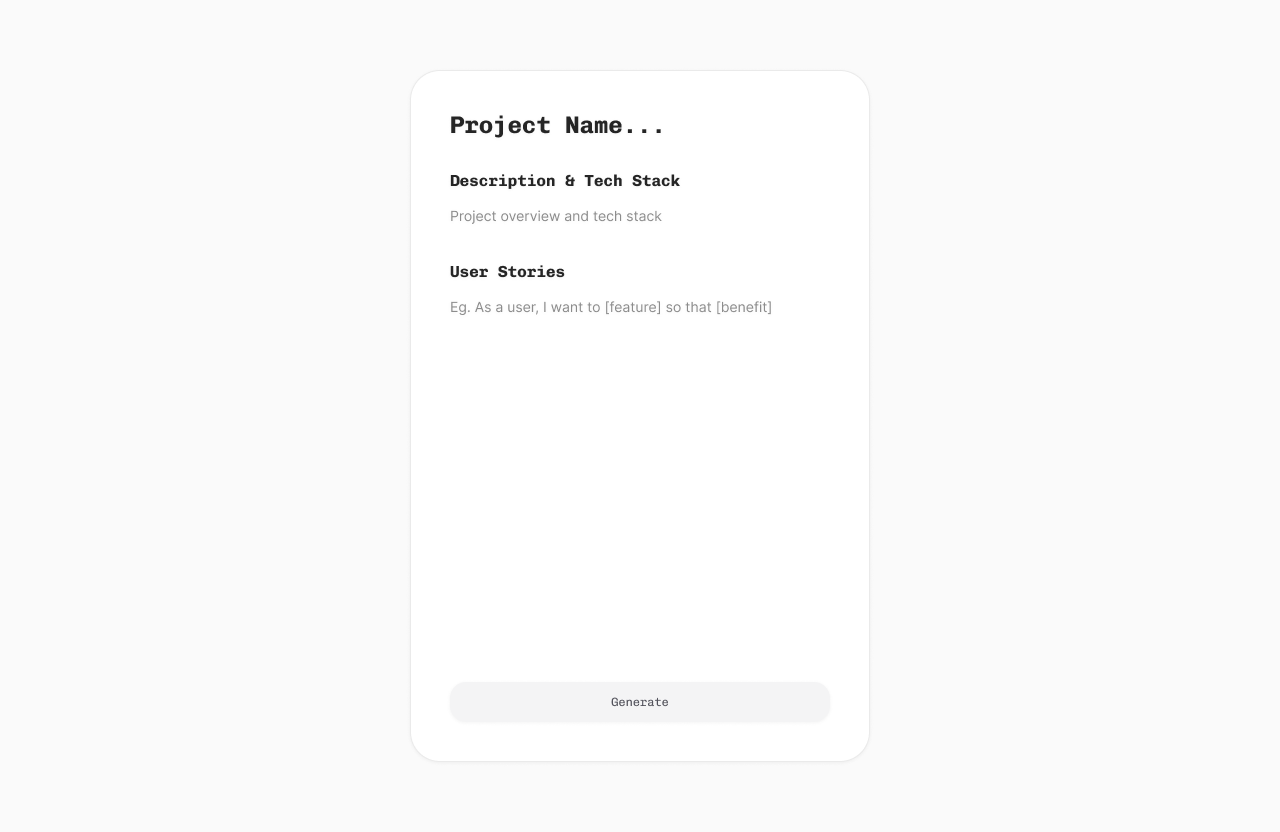 Project Name...
Description & Tech Stack
Project overview and tech stack
User Stories
Eg. As a user, I want to [feature] so that [benefit]
Generate